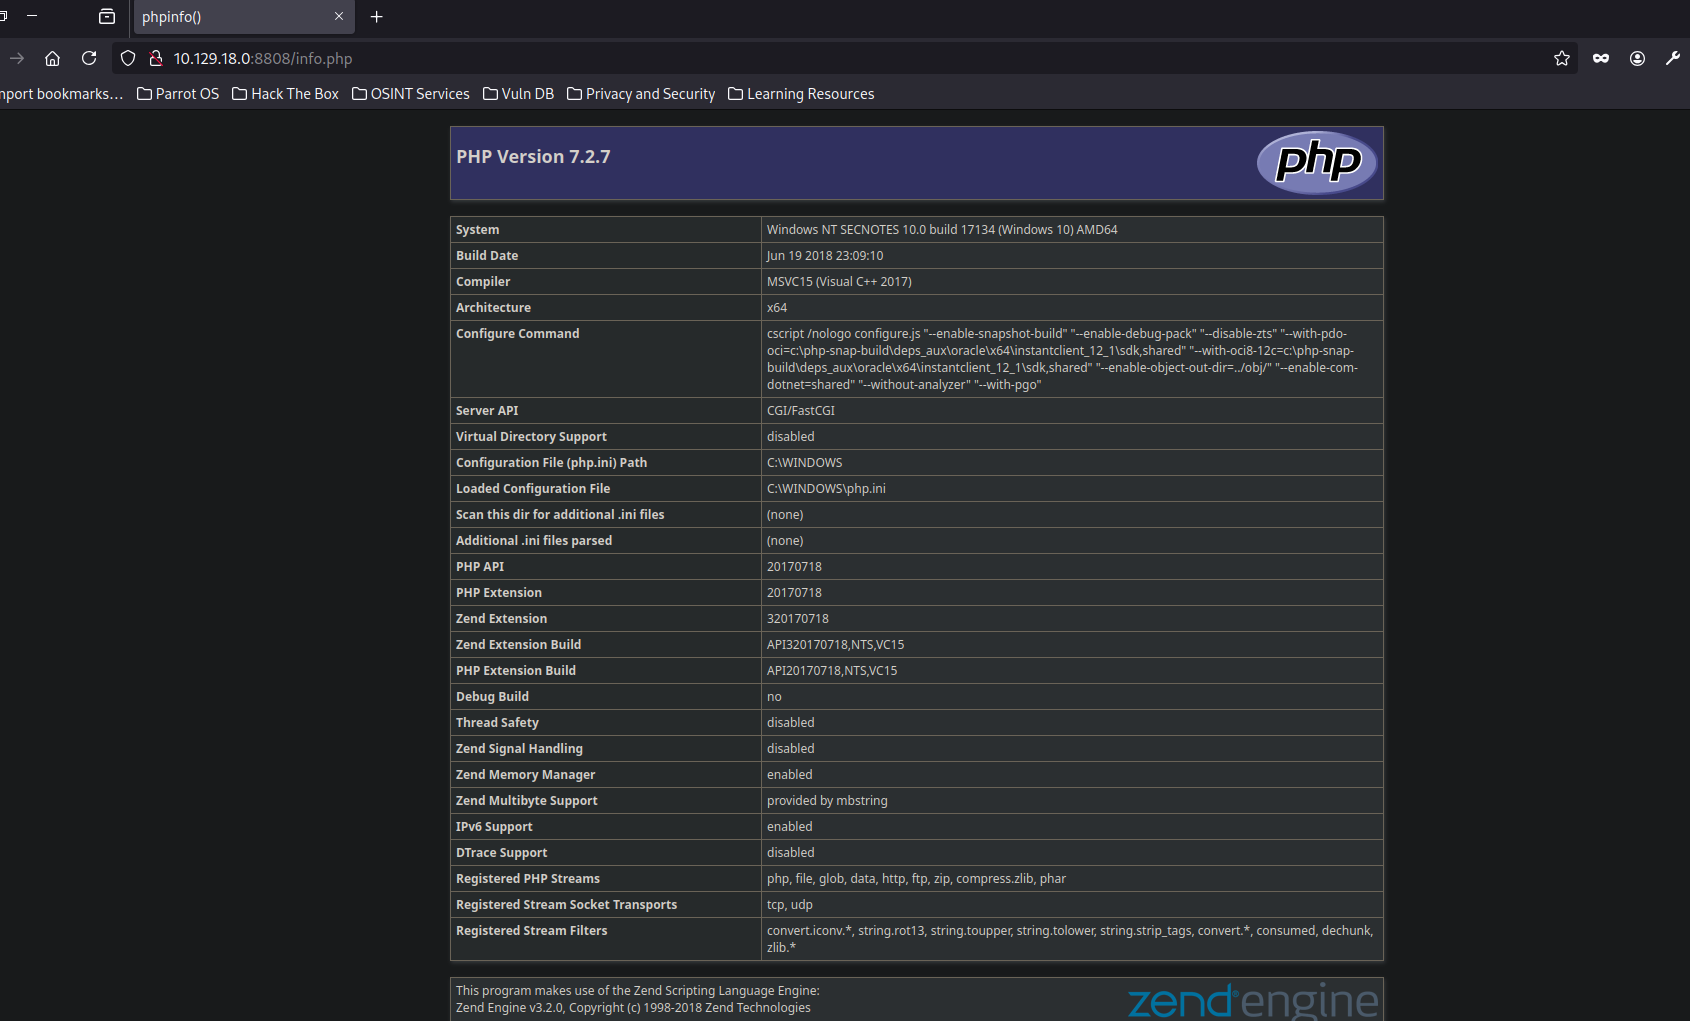 phpinfo()
10.129.18.0:8808/info.php
mport bookmarks… Parrot OS Hack The Box OSINT Services Vuln DB Privacy and Security Learning Resources
PHP Version 7.2.7
php
System Windows NT SECNOTES 10.0 build 17134 (Windows 10) AMD64
Build Date Jun 19 2018 23:09:10
Compiler MSVC15 (Visual C++ 2017)
Architecture x64
Configure Command cscript /nologo configure.js "--enable-snapshot-build" "--enable-debug-pack" "--disable-zts" "--with-pdo-
oci=c:\php-snap-build\deps_aux\oracle\x64\instantclient_12_1\sdk,shared" "--with-oci8-12c=c:\php-snap-
build\deps_aux\oracle\x64\instantclient_12_1\sdk,shared" "--enable-object-out-dir=../obj/" "--enable-com-
dotnet=shared" "--without-analyzer" "--with-pgo"
Server API CGI/FastCGI
Virtual Directory Support disabled
Configuration File (php.ini) Path C:\WINDOWS
Loaded Configuration File C:\WINDOWS\php.ini
Scan this dir for additional .ini files (none)
Additional .ini files parsed (none)
PHP API 20170718
PHP Extension 20170718
Zend Extension 320170718
Zend Extension Build API320170718,NTS,VC15
PHP Extension Build API20170718,NTS,VC15
Debug Build no
Thread Safety disabled
Zend Signal Handling disabled
Zend Memory Manager enabled
Zend Multibyte Support provided by mbstring
IPv6 Support enabled
DTrace Support disabled
Registered PHP Streams php, file, glob, data, http, ftp, zip, compress.zlib, phar
Registered Stream Socket Transports tcp, udp
Registered Stream Filters convert.iconv.*, string.rot13, string.toupper, string.tolower, string.strip_tags, convert.*, consumed, dechunk,
zlib.*
This program makes use of the Zend Scripting Language Engine:
Zend Engine v3.2.0, Copyright (c) 1998-2018 Zend Technologies
zend engine